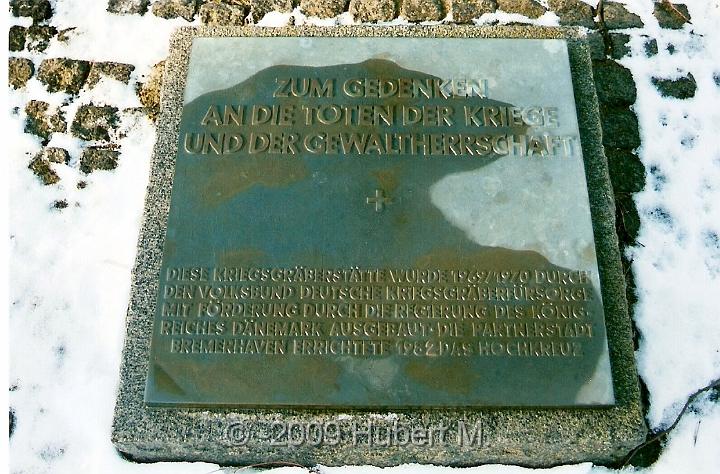 ZUM GEDENKEN
AN DIE TOTEN DER KRIEGE
UND DER GEWALTHERRSCHAFT
DIESE KRIEGSGRÄBERSTÄTTE WURDE 1969/1970 DURCH
DEN VOLKSBUND DEUTSCHE KRIEGSGRÄBERFÜRSORGE
MIT FÖRDERUNG DURCH DIE REGIERUNG DES KÖNIG-
REICHES DÄNEMARK AUSGEBAUT · DIE PARTNERSTADT
BREMERHAVEN ERRICHTETE 1982 DAS HOCHKREUZ
© -2009 Hubert M.